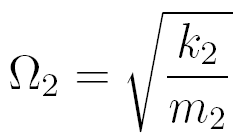 Ω₂ = √(k₂/m₂)